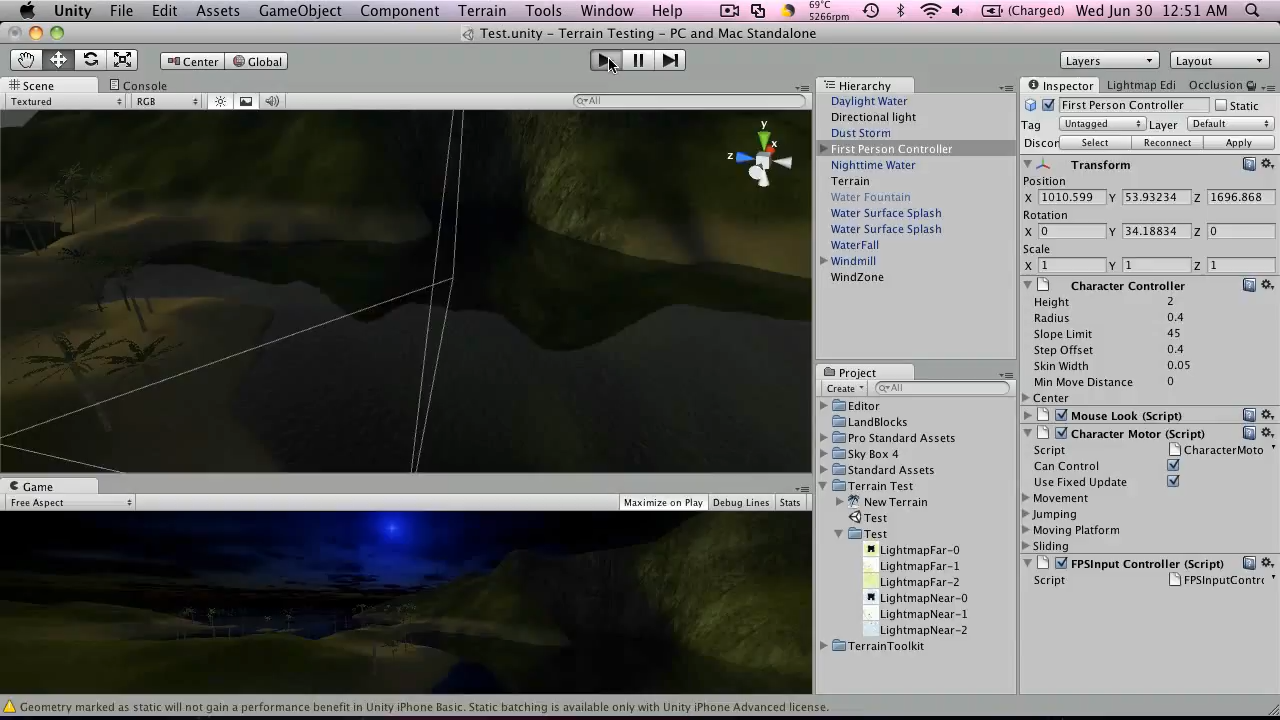 Unity File Edit Assets GameObject Component Terrain Tools Window Help 69°C 5266rpm (Charged) Wed Jun 30 12:51 AM
Test.unity – Terrain Testing – PC and Mac Standalone
Center Global Layers Layout
Scene Console
Textured RGB All
y
x
z
Game
Free Aspect Maximize on Play Debug Lines Stats
Hierarchy
Daylight Water
Directional light
Dust Storm
First Person Controller
Nighttime Water
Terrain
Water Fountain
Water Surface Splash
Water Surface Splash
WaterFall
Windmill
WindZone
Project
Create All
Editor
LandBlocks
Pro Standard Assets
Sky Box 4
Standard Assets
Terrain Test
New Terrain
Test
Test
LightmapFar-0
LightmapFar-1
LightmapFar-2
LightmapNear-0
LightmapNear-1
LightmapNear-2
TerrainToolkit
Inspector Lightmap Edi Occlusion
First Person Controller Static
Tag Untagged Layer Default
Discor Select Reconnect Apply
Transform
Position
X 1010.599 Y 53.93234 Z 1696.868
Rotation
X 0 Y 34.18834 Z 0
Scale
X 1 Y 1 Z 1
Character Controller
Height 2
Radius 0.4
Slope Limit 45
Step Offset 0.4
Skin Width 0.05
Min Move Distance 0
Center
Mouse Look (Script)
Character Motor (Script)
Script CharacterMoto
Can Control
Use Fixed Update
Movement
Jumping
Moving Platform
Sliding
FPSInput Controller (Script)
Script FPSInputContr
Geometry marked as static will not gain a performance benefit in Unity iPhone Basic. Static batching is available only with Unity iPhone Advanced license.